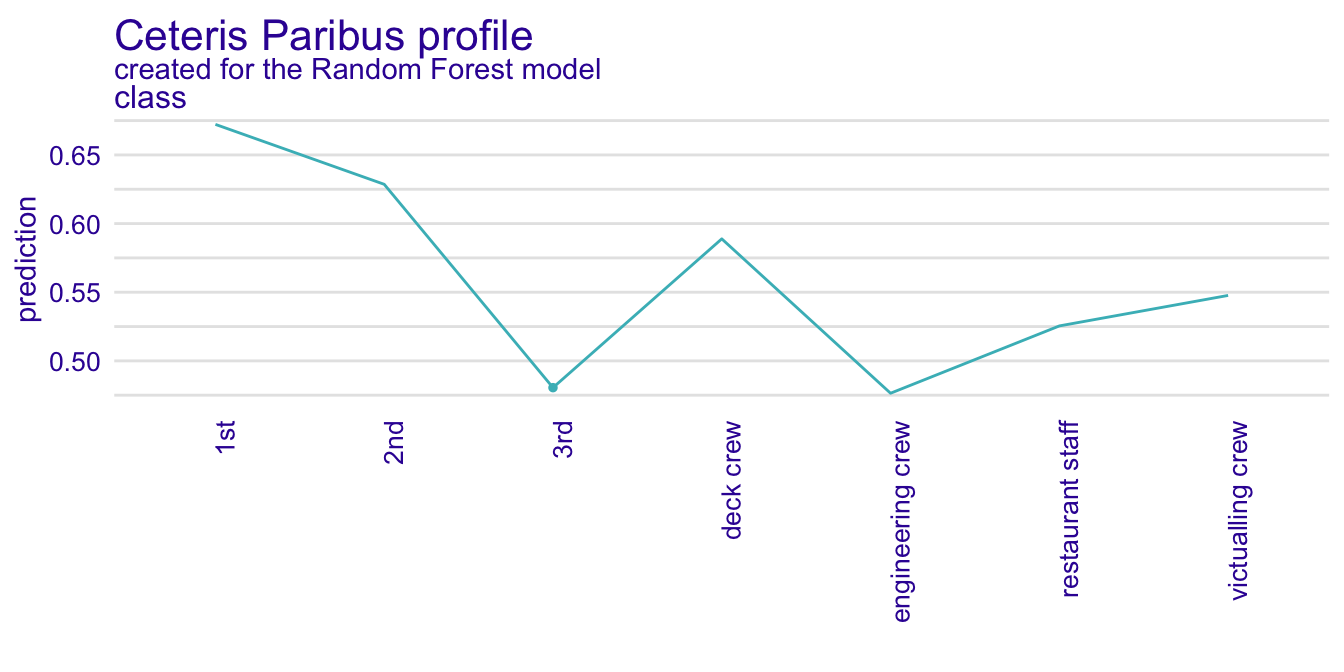 Ceteris Paribus profile
created for the Random Forest model
class
prediction
0.65
0.60
0.55
0.50
1st
2nd
3rd
deck crew
engineering crew
restaurant staff
victualling crew